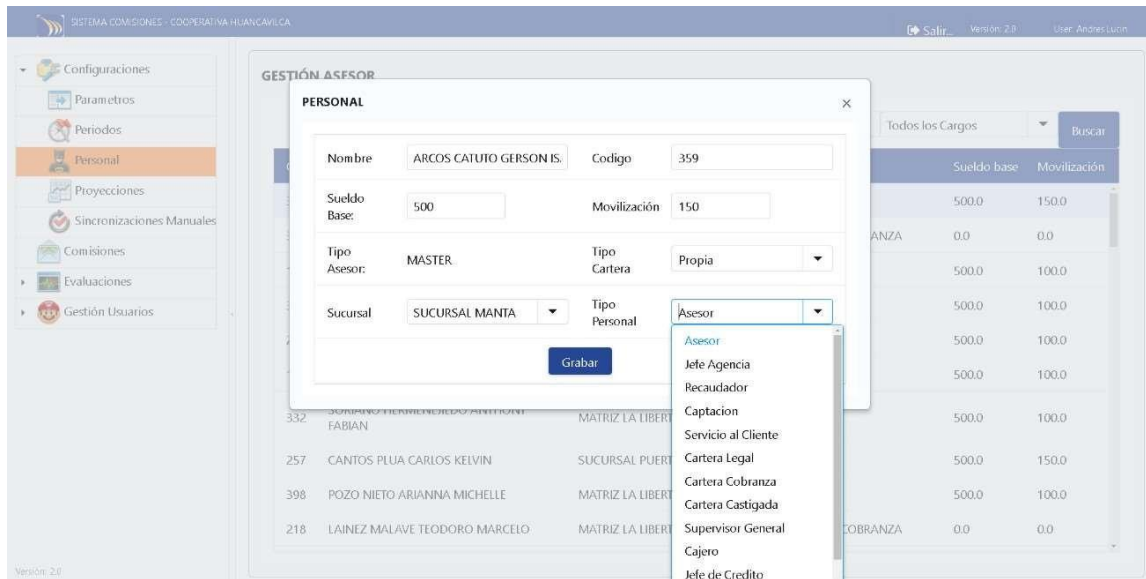 SISTEMA COMISIONES - COOPERATIVA HUANCAVILCA
Salir... Versión: 2.0 User: Andres Lucin
Configuraciones
Parametros
Periodos
Personal
Proyecciones
Sincronizaciones Manuales
Comisiones
Evaluaciones
Gestión Usuarios
Versión: 2.0
GESTIÓN ASESOR
Todos los Cargos Buscar
Sueldo base Movilización
500.0 150.0
ANZA 0.0 0.0
500.0 100.0
500.0 100.0
500.0 100.0
500.0 100.0
332 SORIANO HERMENEJILDO ANTHONY FABIAN MATRIZ LA LIBERT 500.0 100.0
257 CANTOS PLUA CARLOS KELVIN SUCURSAL PUERT 500.0 150.0
398 POZO NIETO ARIANNA MICHELLE MATRIZ LA LIBERT 500.0 100.0
218 LAINEZ MALAVE TEODORO MARCELO MATRIZ LA LIBERT COBRANZA 0.0 0.0
PERSONAL ×
Nombre ARCOS CATUTO GERSON IS. Codigo 359
Sueldo Base: 500 Movilización 150
Tipo Asesor: MASTER Tipo Cartera Propia
Sucursal SUCURSAL MANTA Tipo Personal Asesor
Grabar
Asesor
Jefe Agencia
Recaudador
Captacion
Servicio al Cliente
Cartera Legal
Cartera Cobranza
Cartera Castigada
Supervisor General
Cajero
Jefe de Credito